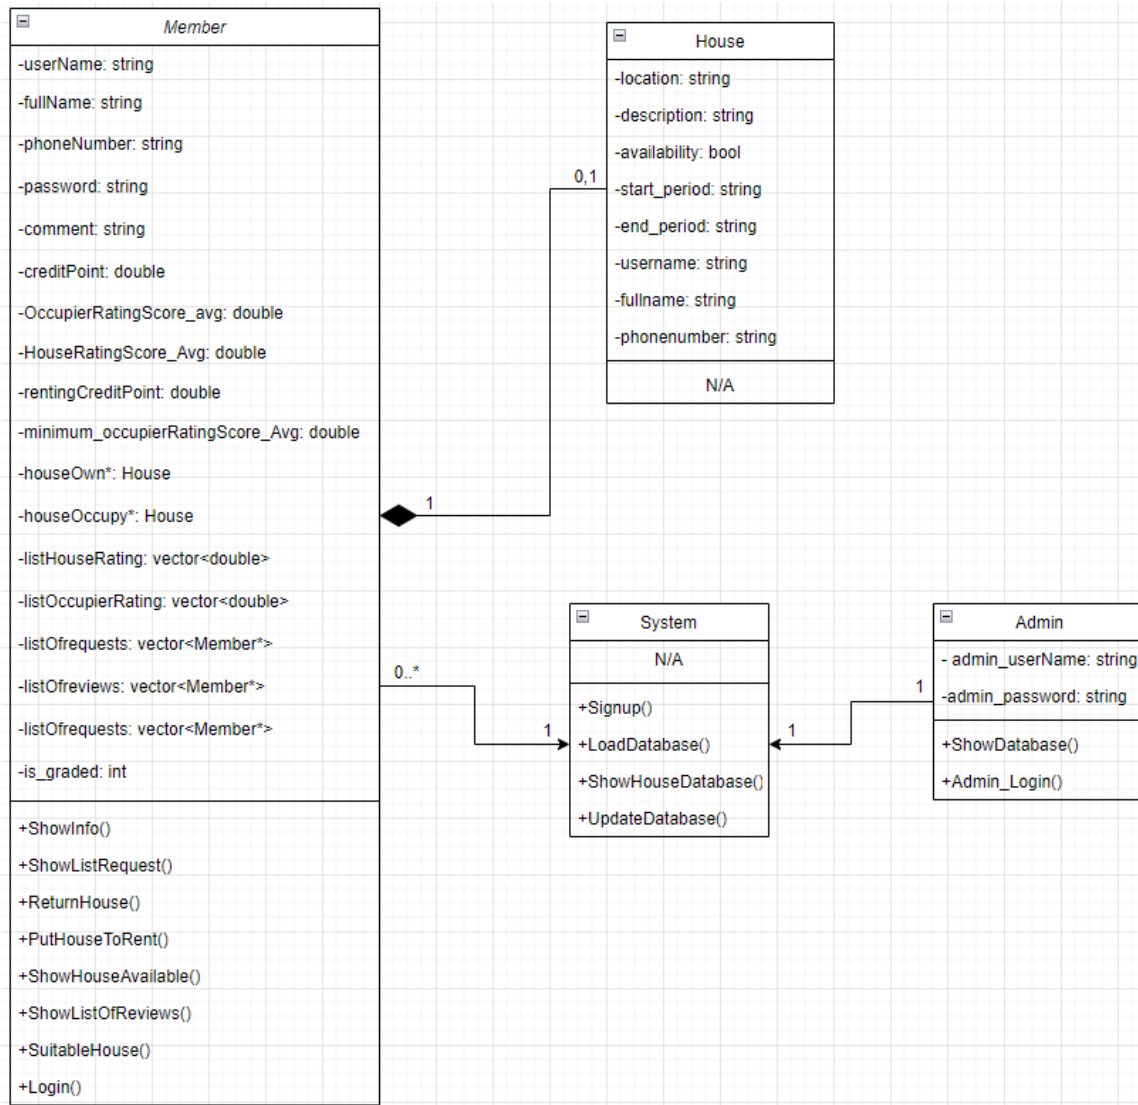 Member
-userName: string
-fullName: string
-phoneNumber: string
-password: string
-comment: string
-creditPoint: double
-OccupierRatingScore_avg: double
-HouseRatingScore_Avg: double
-rentingCreditPoint: double
-minimum_occupierRatingScore_Avg: double
-houseOwn*: House
-houseOccupy*: House
-listHouseRating: vector<double>
-listOccupierRating: vector<double>
-listOfrequests: vector<Member*>
-listOfreviews: vector<Member*>
-listOfrequests: vector<Member*>
-is_graded: int
+ShowInfo()
+ShowListRequest()
+ReturnHouse()
+PutHouseToRent()
+ShowHouseAvailable()
+ShowListOfReviews()
+SuitableHouse()
+Login()
1
0,1
House
-location: string
-description: string
-availability: bool
-start_period: string
-end_period: string
-username: string
-fullname: string
-phonenumber: string
N/A
0..*
1
System
N/A
+Signup()
+LoadDatabase()
+ShowHouseDatabase()
+UpdateDatabase()
1
1
Admin
- admin_userName: string
-admin_password: string
+ShowDatabase()
+Admin_Login()